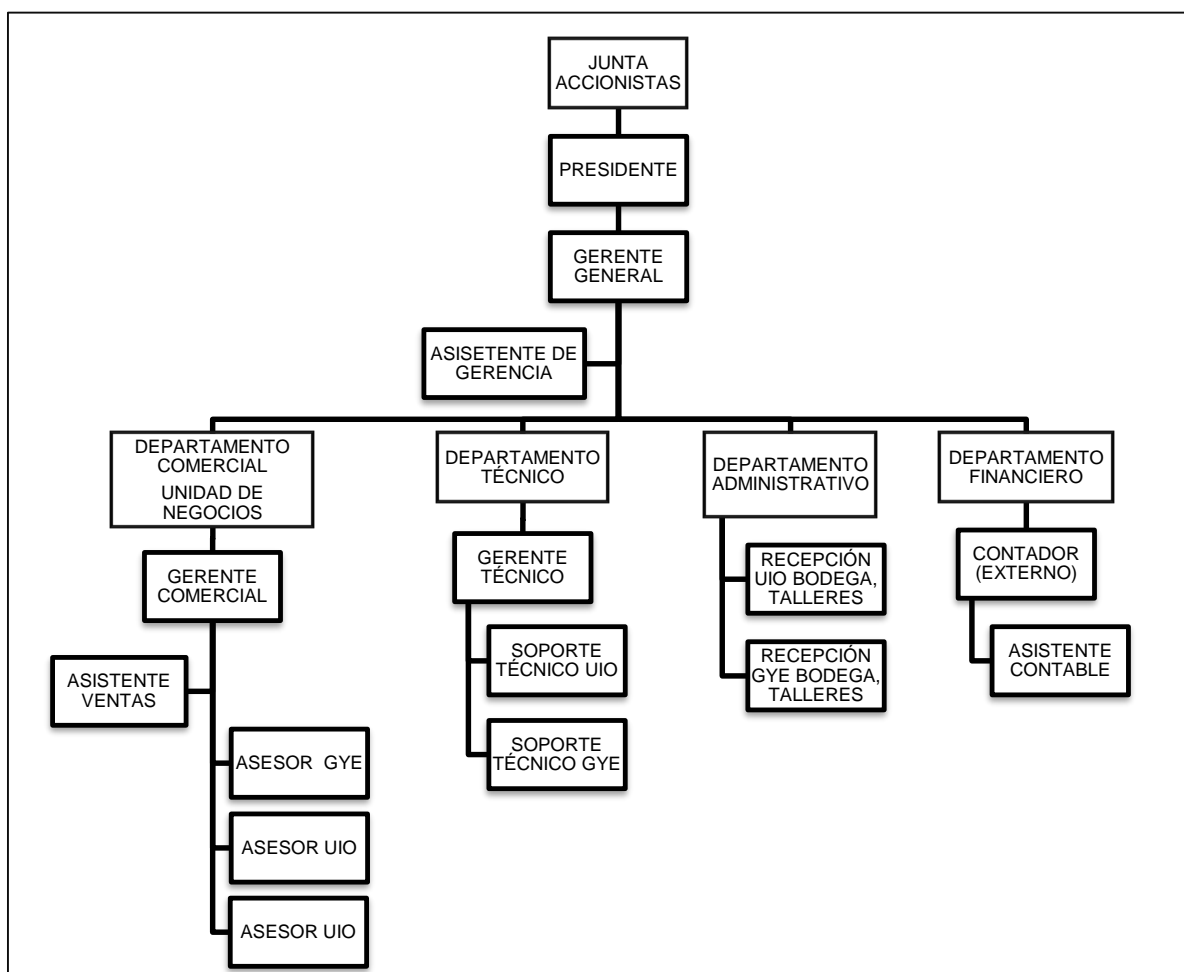 JUNTA
ACCIONISTAS
PRESIDENTE
GERENTE
GENERAL
ASISETENTE DE
GERENCIA
DEPARTAMENTO
COMERCIAL
UNIDAD DE
NEGOCIOS
DEPARTAMENTO
TÉCNICO
DEPARTAMENTO
ADMINISTRATIVO
DEPARTAMENTO
FINANCIERO
GERENTE
COMERCIAL
GERENTE
TÉCNICO
RECEPCIÓN
UIO BODEGA,
TALLERES
CONTADOR
(EXTERNO)
ASISTENTE
VENTAS
SOPORTE
TÉCNICO UIO
RECEPCIÓN
GYE BODEGA,
TALLERES
ASISTENTE
CONTABLE
ASESOR  GYE
SOPORTE
TÉCNICO GYE
ASESOR UIO
ASESOR UIO